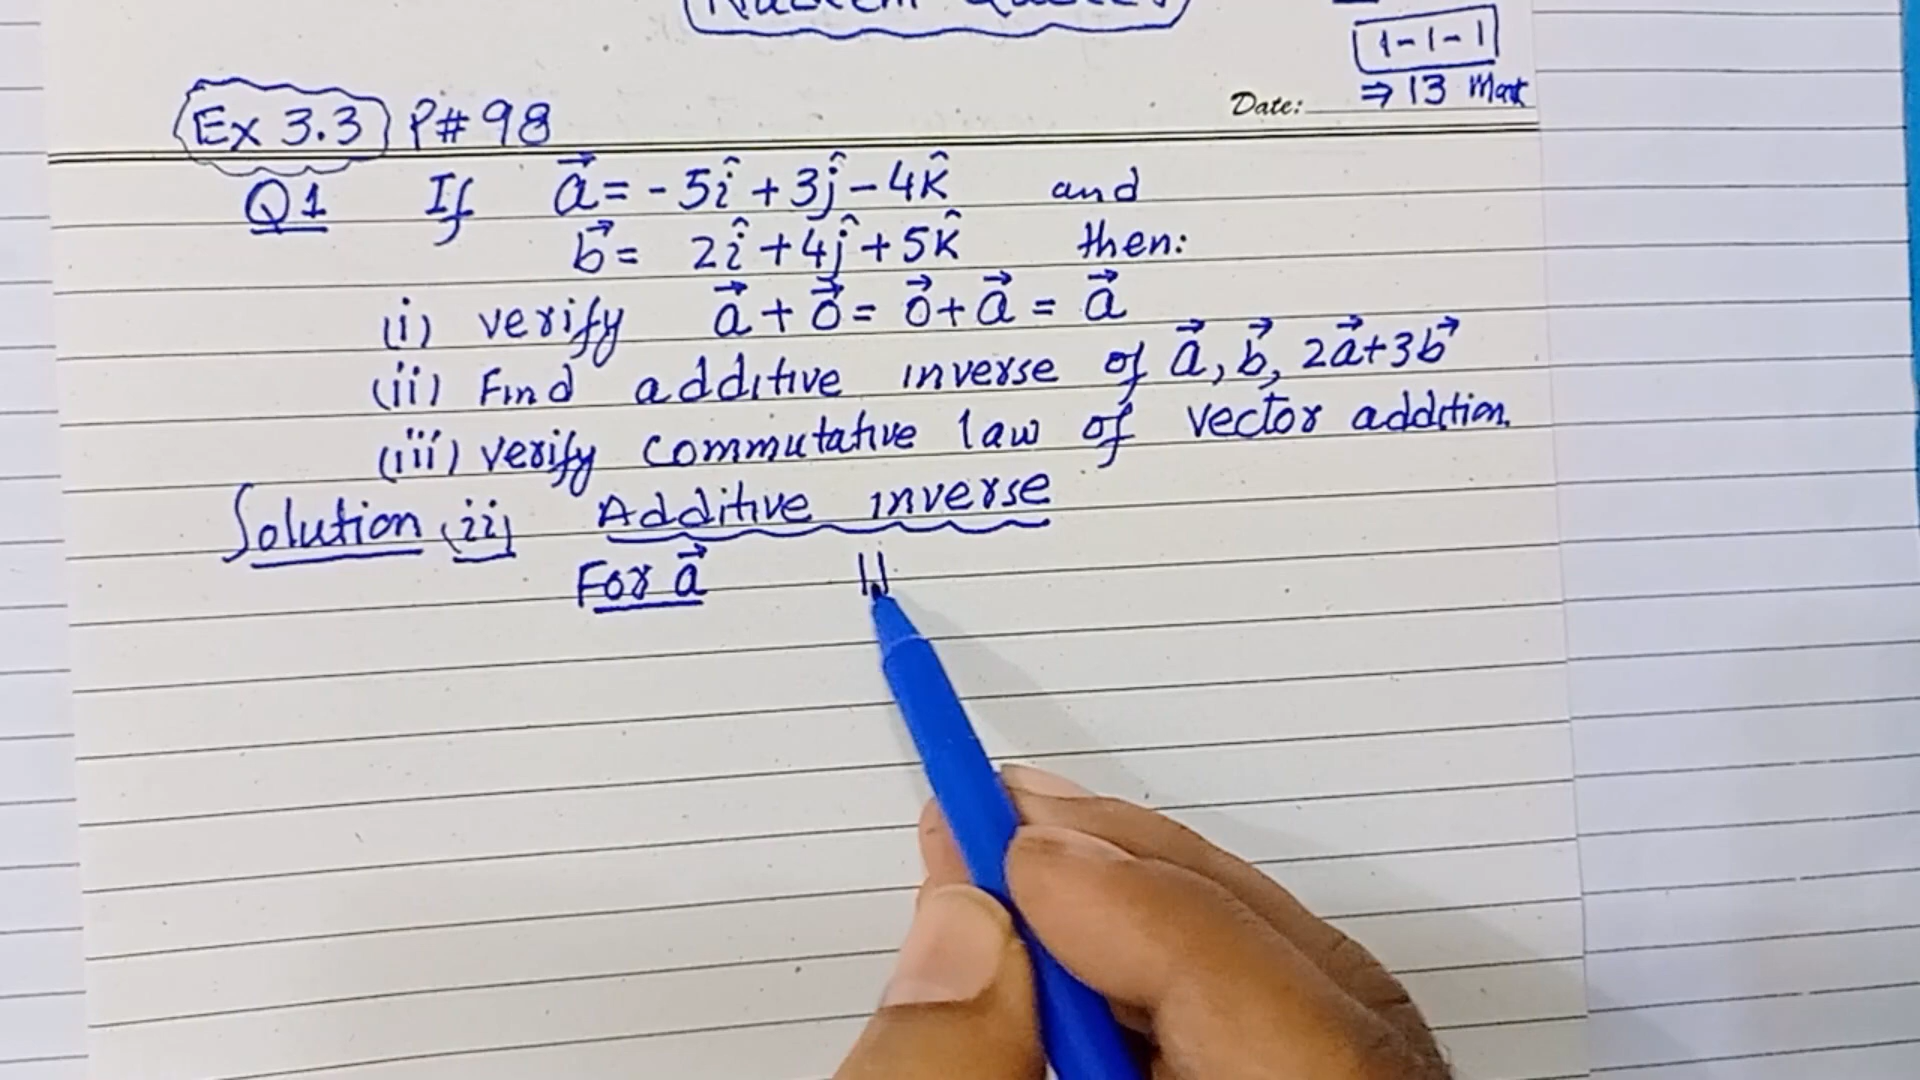 1-1-1
⇒ 13 Mark
Date:
Ex 3.3 P# 98
Q1 If a⃗ = -5î + 3ĵ - 4k̂ and
b⃗ = 2î + 4ĵ + 5k̂ then:
(i) verify a⃗ + 0⃗ = 0⃗ + a⃗ = a⃗
(ii) Find additive inverse of a⃗, b⃗, 2a⃗+3b⃗
(iii) verify commutative law of vector addition.
Solution (ii) Additive inverse
For a⃗